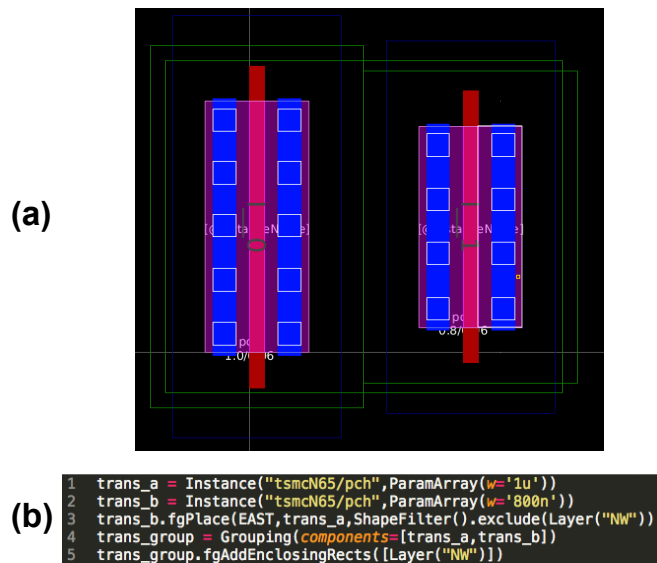 (a)
1.0/0.06
0.8/0.06
(b)
1 trans_a = Instance("tsmcN65/pch",ParamArray(w='1u'))
2 trans_b = Instance("tsmcN65/pch",ParamArray(w='800n'))
3 trans_b.fgPlace(EAST,trans_a,ShapeFilter().exclude(Layer("NW"))
4 trans_group = Grouping(components=[trans_a,trans_b])
5 trans_group.fgAddEnclosingRects([Layer("NW")])